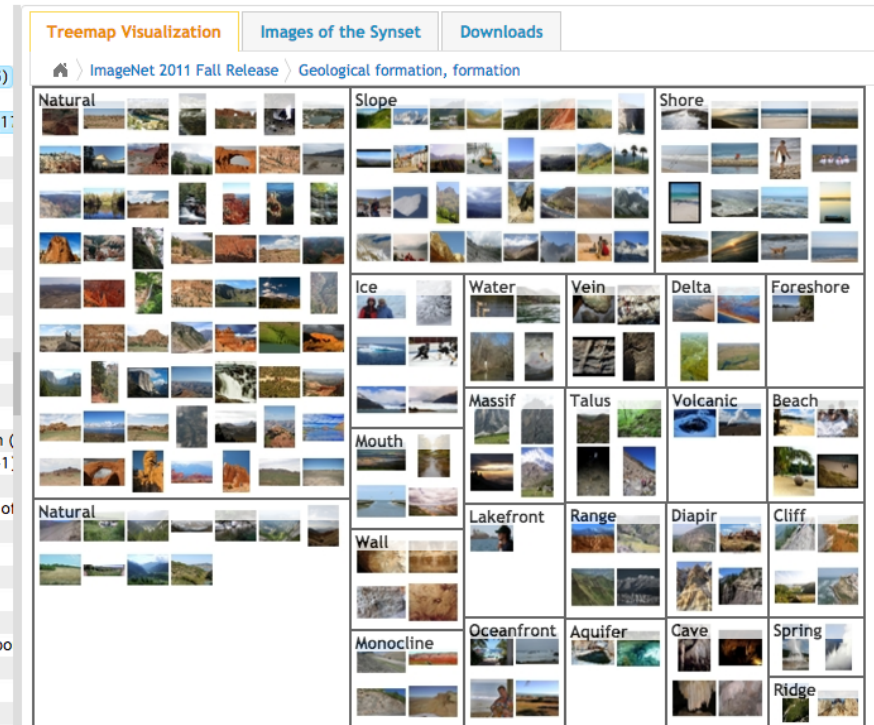 Treemap Visualization Images of the Synset Downloads
ImageNet 2011 Fall Release Geological formation, formation
Natural Slope Shore
Ice Water Vein Delta Foreshore
Massif Talus Volcanic Beach
Mouth
Natural
Lakefront Range Diapir Cliff
Wall
Oceanfront Aquifer Cave Spring
Monocline
Ridge